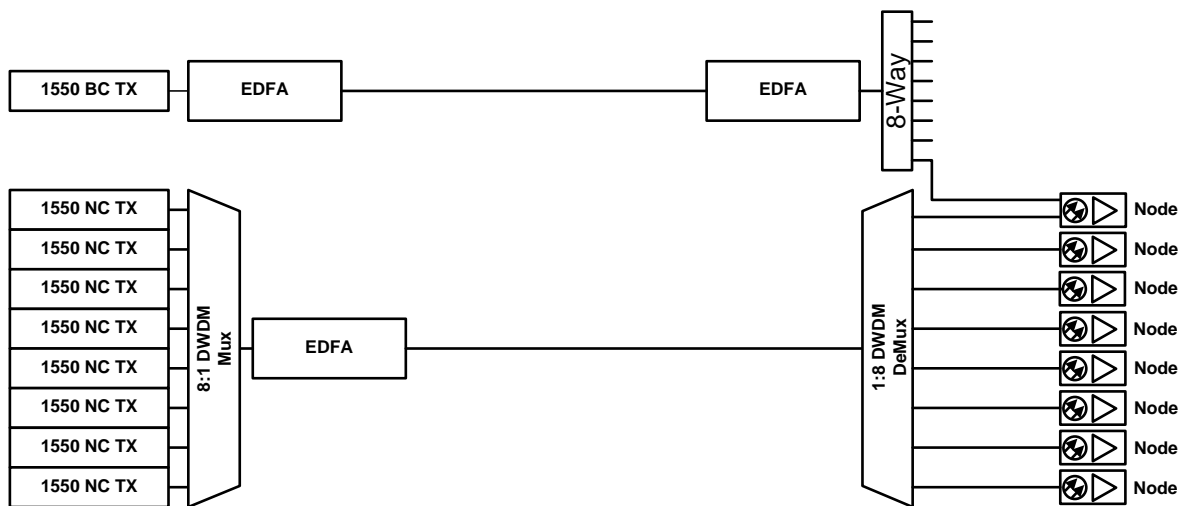 1550 BC TX
EDFA
EDFA
8-Way
1550 NC TX
1550 NC TX
1550 NC TX
1550 NC TX
1550 NC TX
1550 NC TX
1550 NC TX
1550 NC TX
8:1 DWDM
Mux
EDFA
1:8 DWDM
DeMux
Node
Node
Node
Node
Node
Node
Node
Node